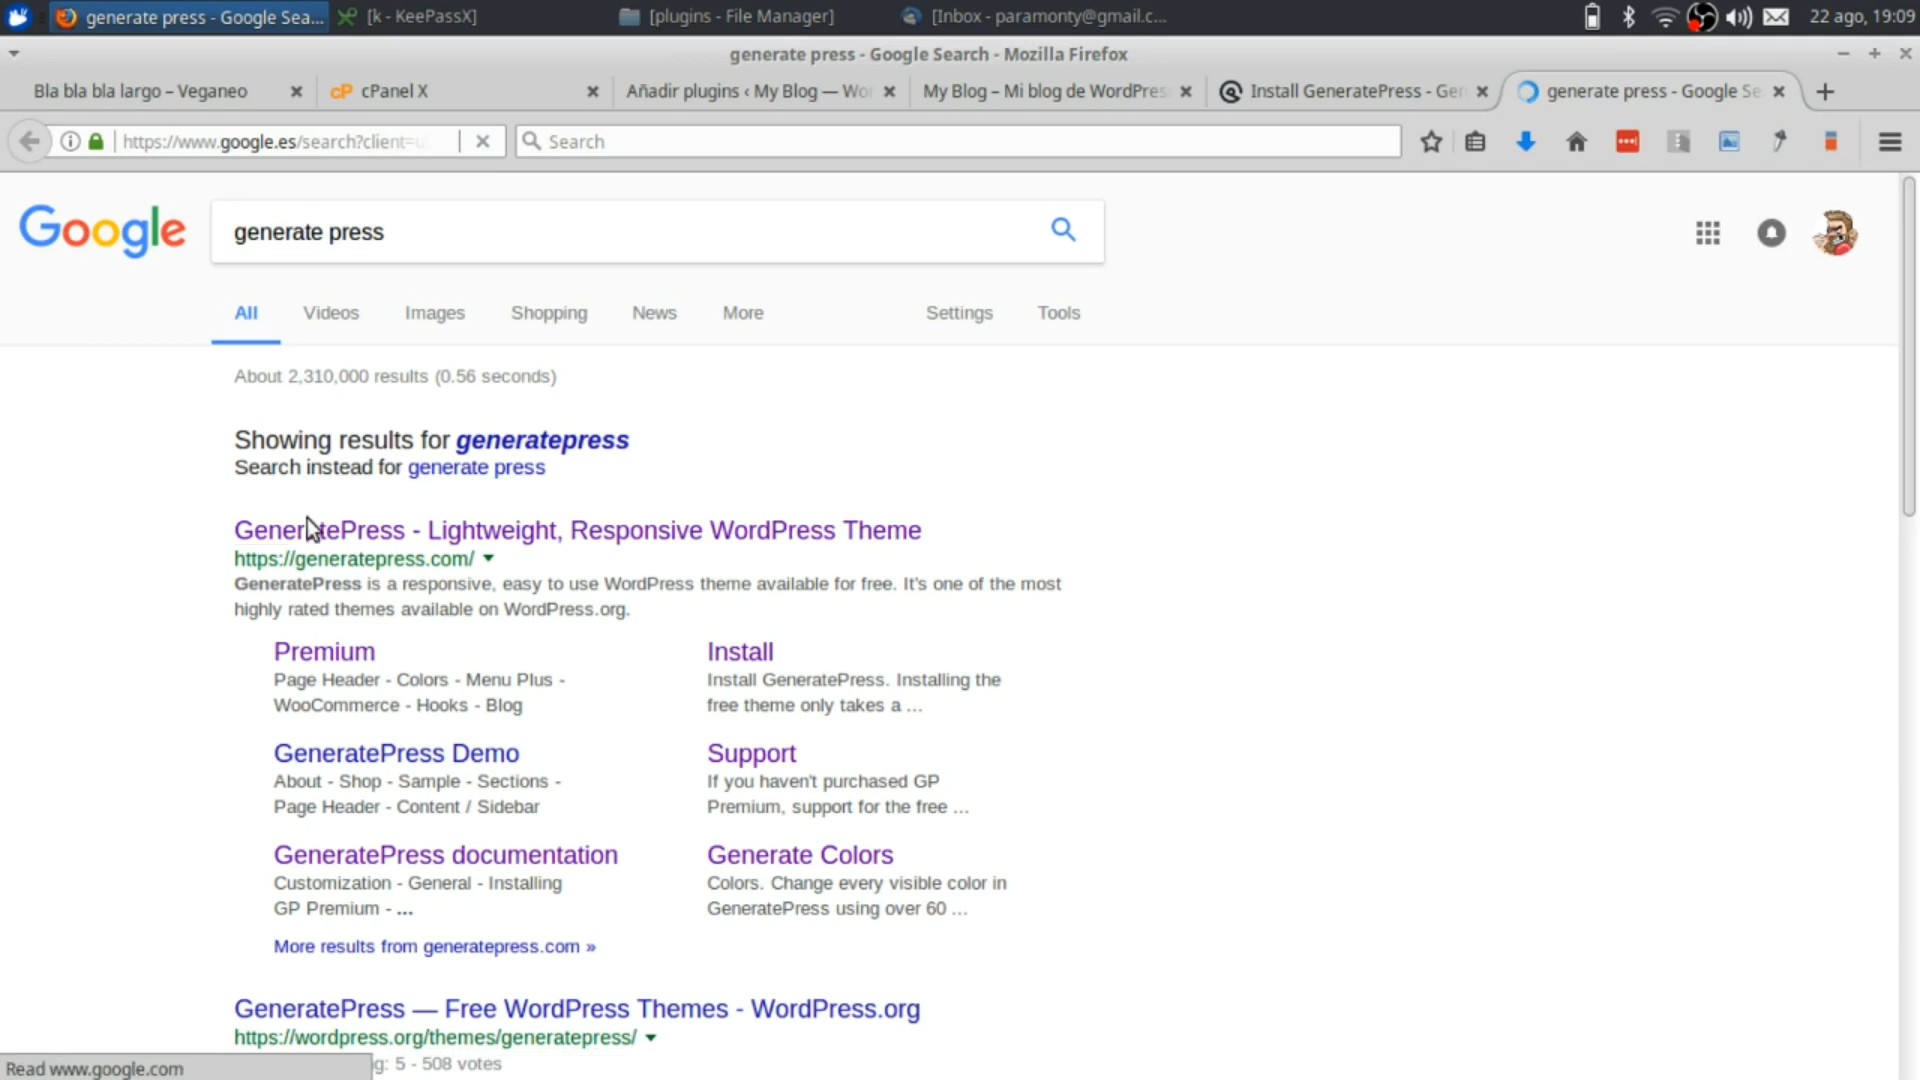 generate press - Google Sea...
[k - KeePassX]
[plugins - File Manager]
[Inbox - paramonty@gmail.c...
22 ago, 19:09
generate press - Google Search - Mozilla Firefox
Bla bla bla largo – Veganeo
cP cPanel X
Añadir plugins ‹ My Blog — Wor
My Blog – Mi blog de WordPres
Install GeneratePress - Gen
generate press - Google Se
https://www.google.es/search?client=u
Search
Google
generate press
All
Videos
Images
Shopping
News
More
Settings
Tools
About 2,310,000 results (0.56 seconds)
Showing results for generatepress
Search instead for generate press
GeneratePress - Lightweight, Responsive WordPress Theme
https://generatepress.com/
GeneratePress is a responsive, easy to use WordPress theme available for free. It's one of the most
highly rated themes available on WordPress.org.
Premium
Page Header - Colors - Menu Plus -
WooCommerce - Hooks - Blog
Install
Install GeneratePress. Installing the
free theme only takes a ...
GeneratePress Demo
About - Shop - Sample - Sections -
Page Header - Content / Sidebar
Support
If you haven't purchased GP
Premium, support for the free ...
GeneratePress documentation
Customization - General - Installing
GP Premium - ...
Generate Colors
Colors. Change every visible color in
GeneratePress using over 60 ...
More results from generatepress.com »
GeneratePress — Free WordPress Themes - WordPress.org
https://wordpress.org/themes/generatepress/
g: 5 - 508 votes
Read www.google.com